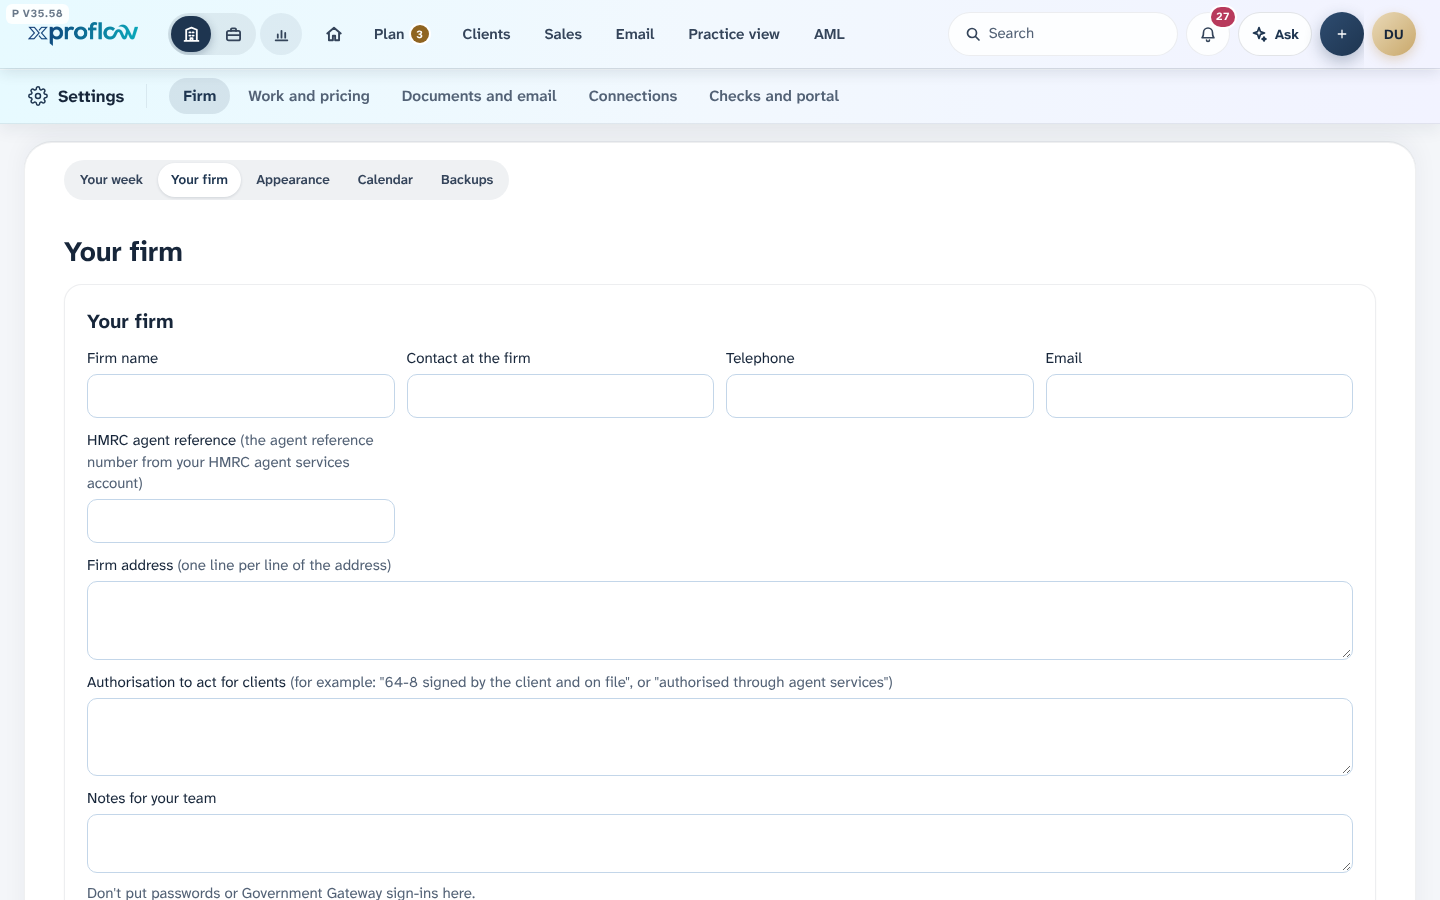 P V35.58
xproflow
Plan 3
Clients
Sales
Email
Practice view
AML
Search
27
Ask
+
DU
Settings
Firm
Work and pricing
Documents and email
Connections
Checks and portal
Your week
Your firm
Appearance
Calendar
Backups
Your firm
Your firm
Firm name
Contact at the firm
Telephone
Email
HMRC agent reference (the agent reference
number from your HMRC agent services
account)
Firm address (one line per line of the address)
Authorisation to act for clients (for example: "64-8 signed by the client and on file", or "authorised through agent services")
Notes for your team
Don't put passwords or Government Gateway sign-ins here.